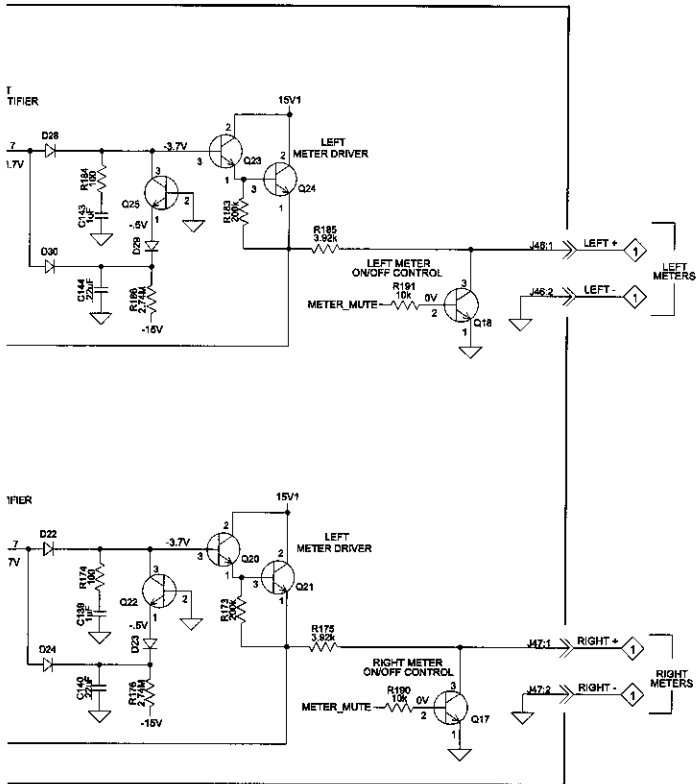 T
TIFIER
7
1.7V
D28
R184
100
C143
1uF
D30
C144
.22uF
Q25
3
2
1
-.5V
D29
R186
2.74M
-15V
-3.7V
15V1
2
3
Q23
1
LEFT
METER DRIVER
2
3
Q24
1
R183
200k
R185
3.92k
LEFT METER
ON/OFF CONTROL
METER_MUTE
R191
10k
0V
2
3
1
Q18
J46:1
LEFT +
1
J46:2
LEFT -
1
LEFT
METERS
IFIER
7
7V
D22
R174
100
C139
1uF
D24
C140
.22uF
Q22
3
2
1
-.5V
D23
R176
2.74M
-15V
-3.7V
15V1
2
3
Q20
1
LEFT
METER DRIVER
2
3
Q21
1
R173
200k
R175
3.92k
RIGHT METER
ON/OFF CONTROL
METER_MUTE
R190
10k
0V
2
3
1
Q17
J47:1
RIGHT +
1
J47:2
RIGHT -
1
RIGHT
METERS